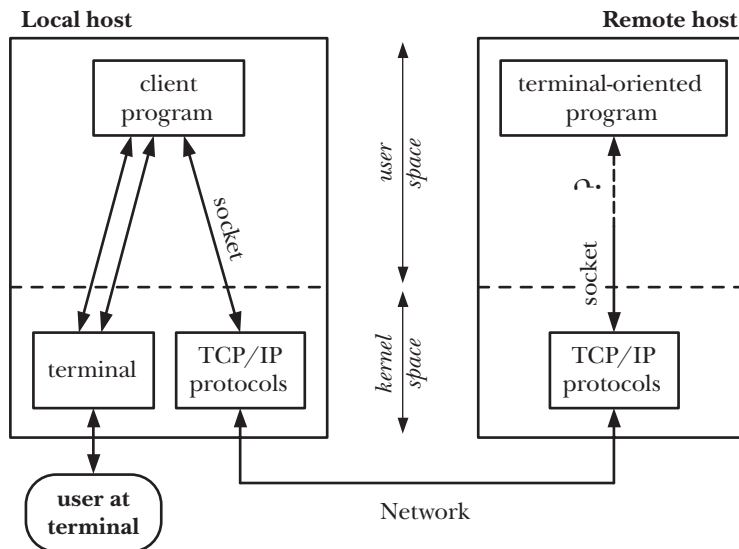 Local host
Remote host
client
program
terminal-oriented
program
user
space
?
socket
socket
terminal
TCP/IP
protocols
kernel
space
TCP/IP
protocols
user at
terminal
Network